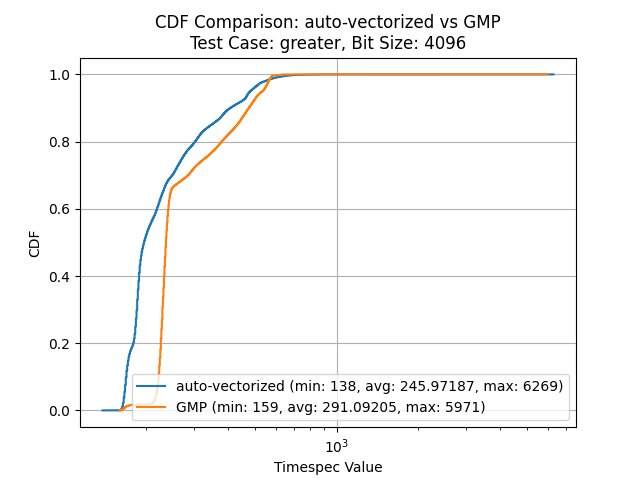 CDF Comparison: auto-vectorized vs GMP
Test Case: greater, Bit Size: 4096
1.0
0.8
0.6
0.4
0.2
0.0
CDF
auto-vectorized (min: 138, avg: 245.97187, max: 6269)
GMP (min: 159, avg: 291.09205, max: 5971)
10³
Timespec Value